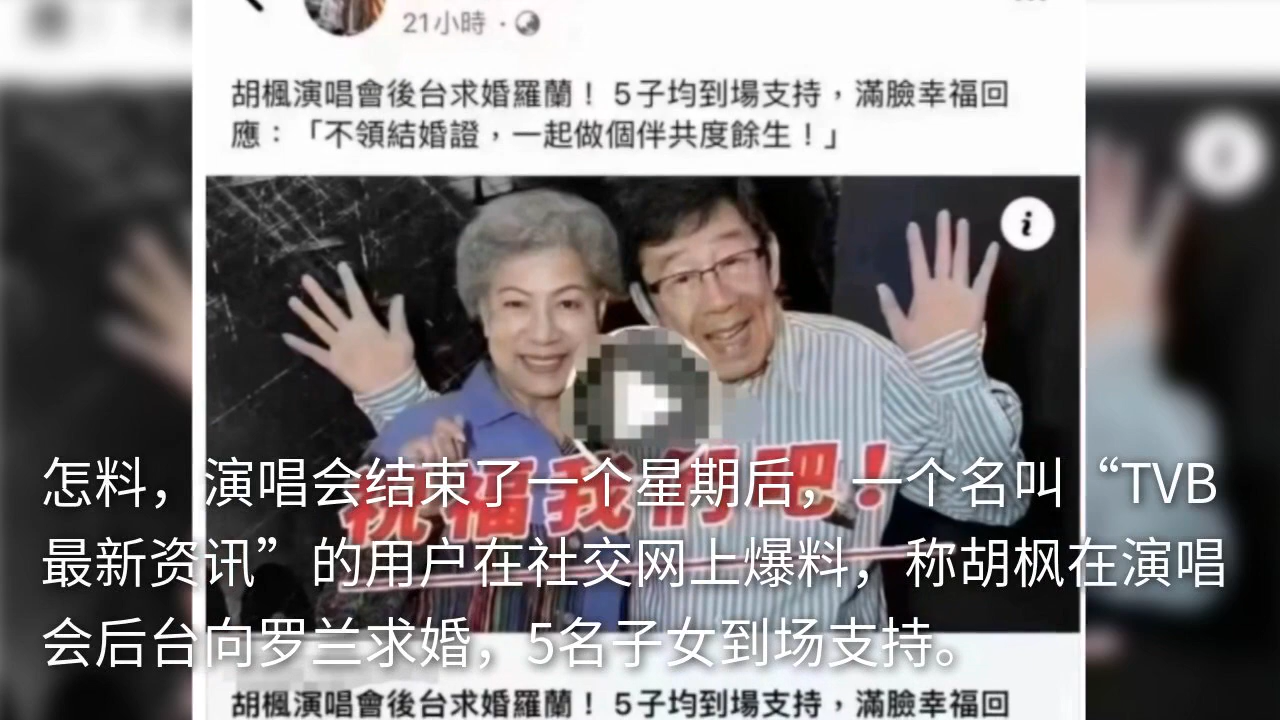 21小時
胡楓演唱會後台求婚羅蘭！ 5子均到場支持，滿臉幸福回
應：「不領結婚證，一起做個伴共度餘生！」
祝福我們吧！
怎料，演唱会结束了一个星期后，一个名叫“TVB
最新资讯”的用户在社交网上爆料，称胡枫在演唱
会后台向罗兰求婚，5名子女到场支持。
胡楓演唱會後台求婚羅蘭！ 5子均到場支持，滿臉幸福回